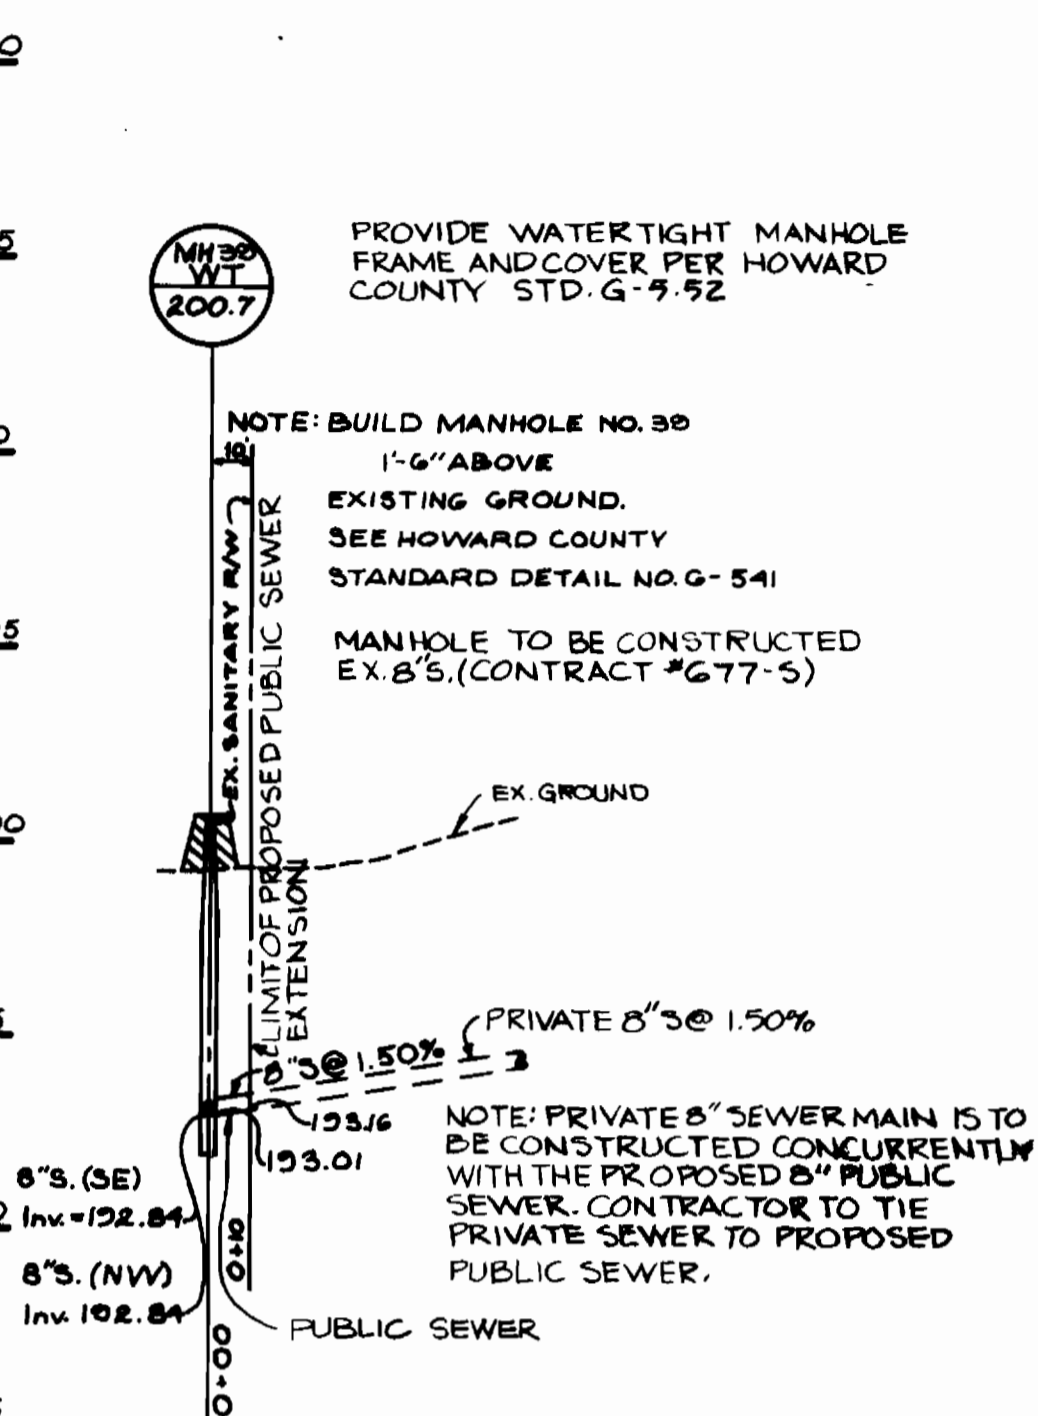 MH 38
WT
200.7
PROVIDE WATERTIGHT MANHOLE
FRAME AND COVER PER HOWARD
COUNTY STD. G-5.52
NOTE: BUILD MANHOLE NO. 38
1'-6" ABOVE
EXISTING GROUND.
SEE HOWARD COUNTY
STANDARD DETAIL NO. G-541
10'
EX. SANITARY R/W
LIMIT OF PROPOSED PUBLIC SEWER
EXTENSION
MANHOLE TO BE CONSTRUCTED
EX. 8"S. (CONTRACT #677-S)
EX. GROUND
PRIVATE 8"S @ 1.50%
8"S @ 1.50%
193.16
193.01
NOTE: PRIVATE 8" SEWER MAIN IS TO
BE CONSTRUCTED CONCURRENTLY
WITH THE PROPOSED 8" PUBLIC
SEWER. CONTRACTOR TO TIE
PRIVATE SEWER TO PROPOSED
PUBLIC SEWER.
8"S. (SE)
Inv. = 192.84
8"S. (NW)
Inv. 192.84
0+10
PUBLIC SEWER
0+00